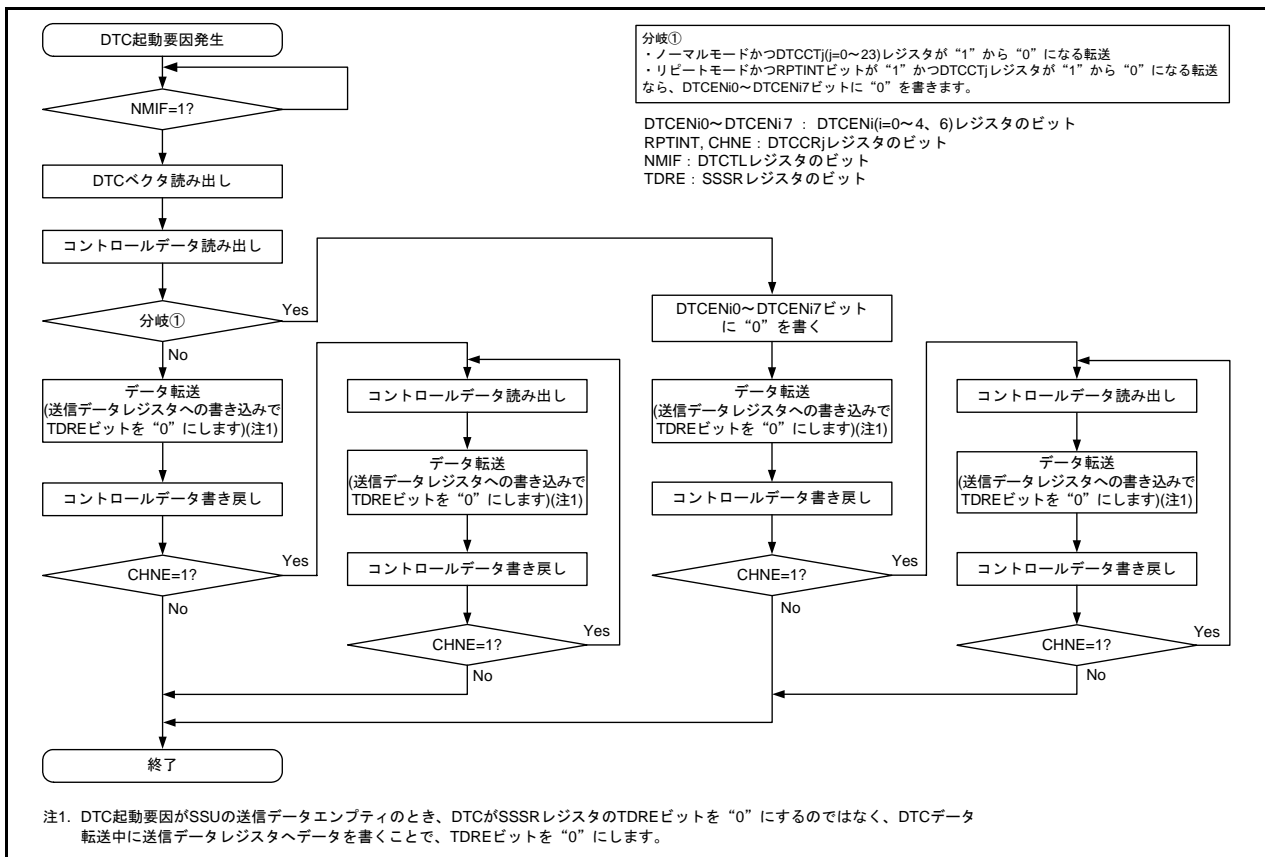 DTC起動要因発生
分岐①
・ノーマルモードかつDTCCTj(j=0～23)レジスタが“1”から“0”になる転送
・リピートモードかつRPTINTビットが“1”かつDTCCTjレジスタが“1”から“0”になる転送
なら、DTCENi0～DTCENi7ビットに“0”を書きます。
DTCENi0～DTCENi7 : DTCENi(i=0～4、6)レジスタのビット
RPTINT, CHNE : DTCCRjレジスタのビット
NMIF : DTCTLレジスタのビット
TDRE : SSSRレジスタのビット
NMIF=1?
DTCベクタ読み出し
コントロールデータ読み出し
分岐①
Yes
No
データ転送
(送信データレジスタへの書き込みで
TDREビットを“0”にします)(注1)
コントロールデータ書き戻し
CHNE=1?
Yes
No
コントロールデータ読み出し
データ転送
(送信データレジスタへの書き込みで
TDREビットを“0”にします)(注1)
コントロールデータ書き戻し
CHNE=1?
Yes
No
DTCENi0～DTCENi7ビット
に“0”を書く
データ転送
(送信データレジスタへの書き込みで
TDREビットを“0”にします)(注1)
コントロールデータ書き戻し
CHNE=1?
Yes
No
コントロールデータ読み出し
データ転送
(送信データレジスタへの書き込みで
TDREビットを“0”にします)(注1)
コントロールデータ書き戻し
CHNE=1?
Yes
No
終了
注1. DTC起動要因がSSUの送信データエンプティのとき、DTCがSSSRレジスタのTDREビットを“0”にするのではなく、DTCデータ
転送中に送信データレジスタへデータを書くことで、TDREビットを“0”にします。